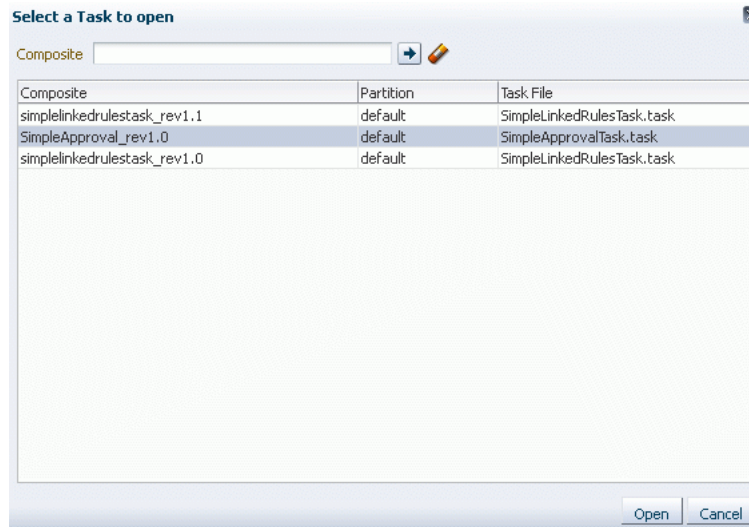 Select a Task to open
Composite
Composite Partition Task File
simplelinkedrulestask_rev1.1 default SimpleLinkedRulesTask.task
SimpleApproval_rev1.0 default SimpleApprovalTask.task
simplelinkedrulestask_rev1.0 default SimpleLinkedRulesTask.task
Open Cancel